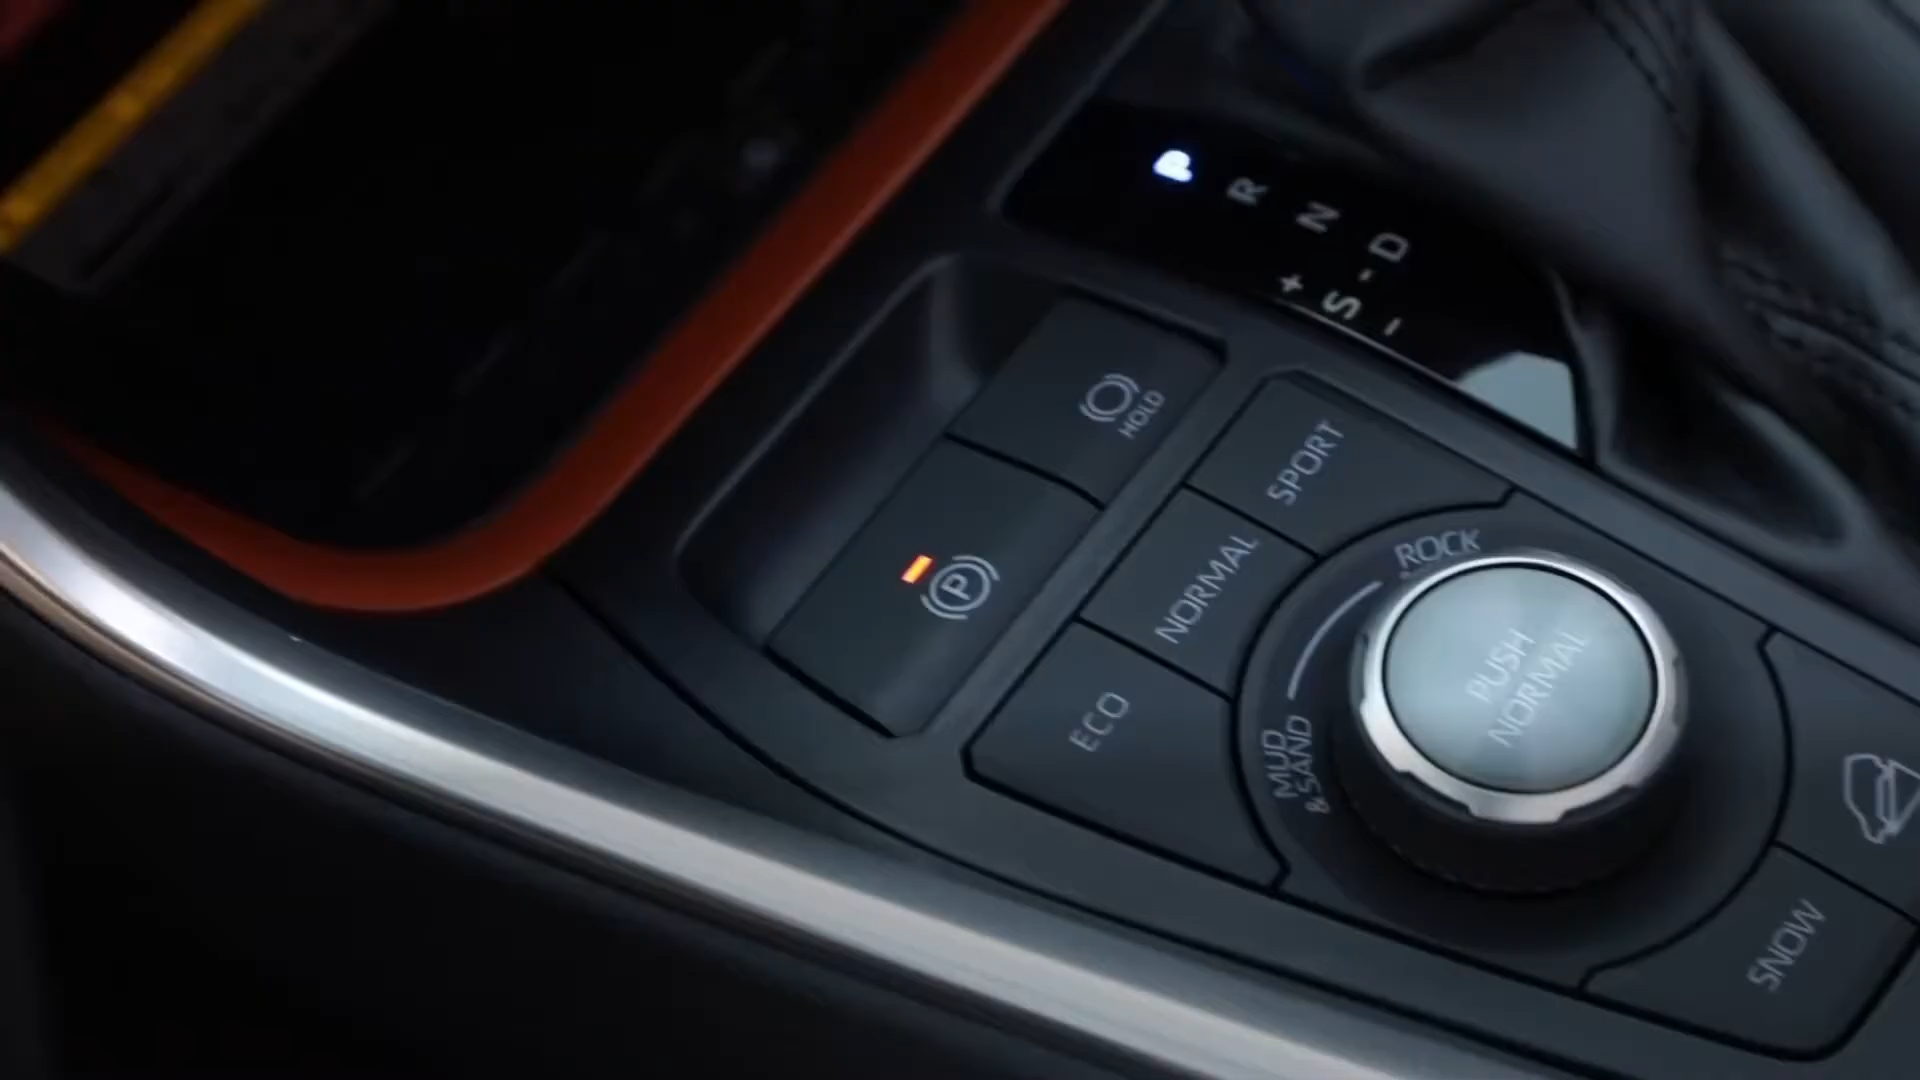 P R N D
+ S -
HOLD
SPORT
(P)
NORMAL
ROCK
ECO
PUSH
NORMAL
MUD
&SAND
SNOW